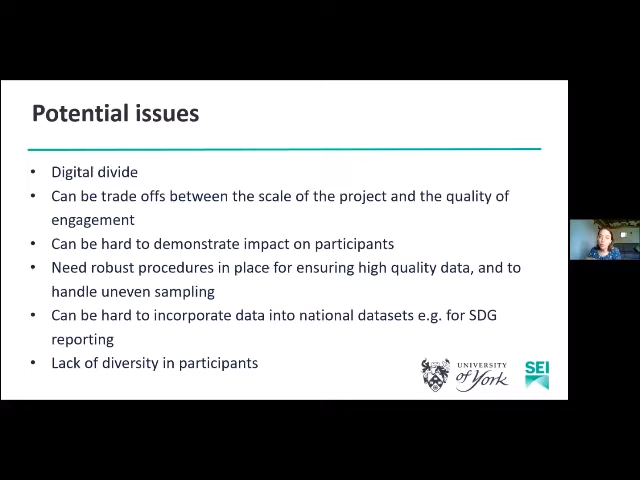 Potential issues
• Digital divide
• Can be trade offs between the scale of the project and the quality of
engagement
• Can be hard to demonstrate impact on participants
• Need robust procedures in place for ensuring high quality data, and to
handle uneven sampling
• Can be hard to incorporate data into national datasets e.g. for SDG
reporting
• Lack of diversity in participants
UNIVERSITY
of York
SEI